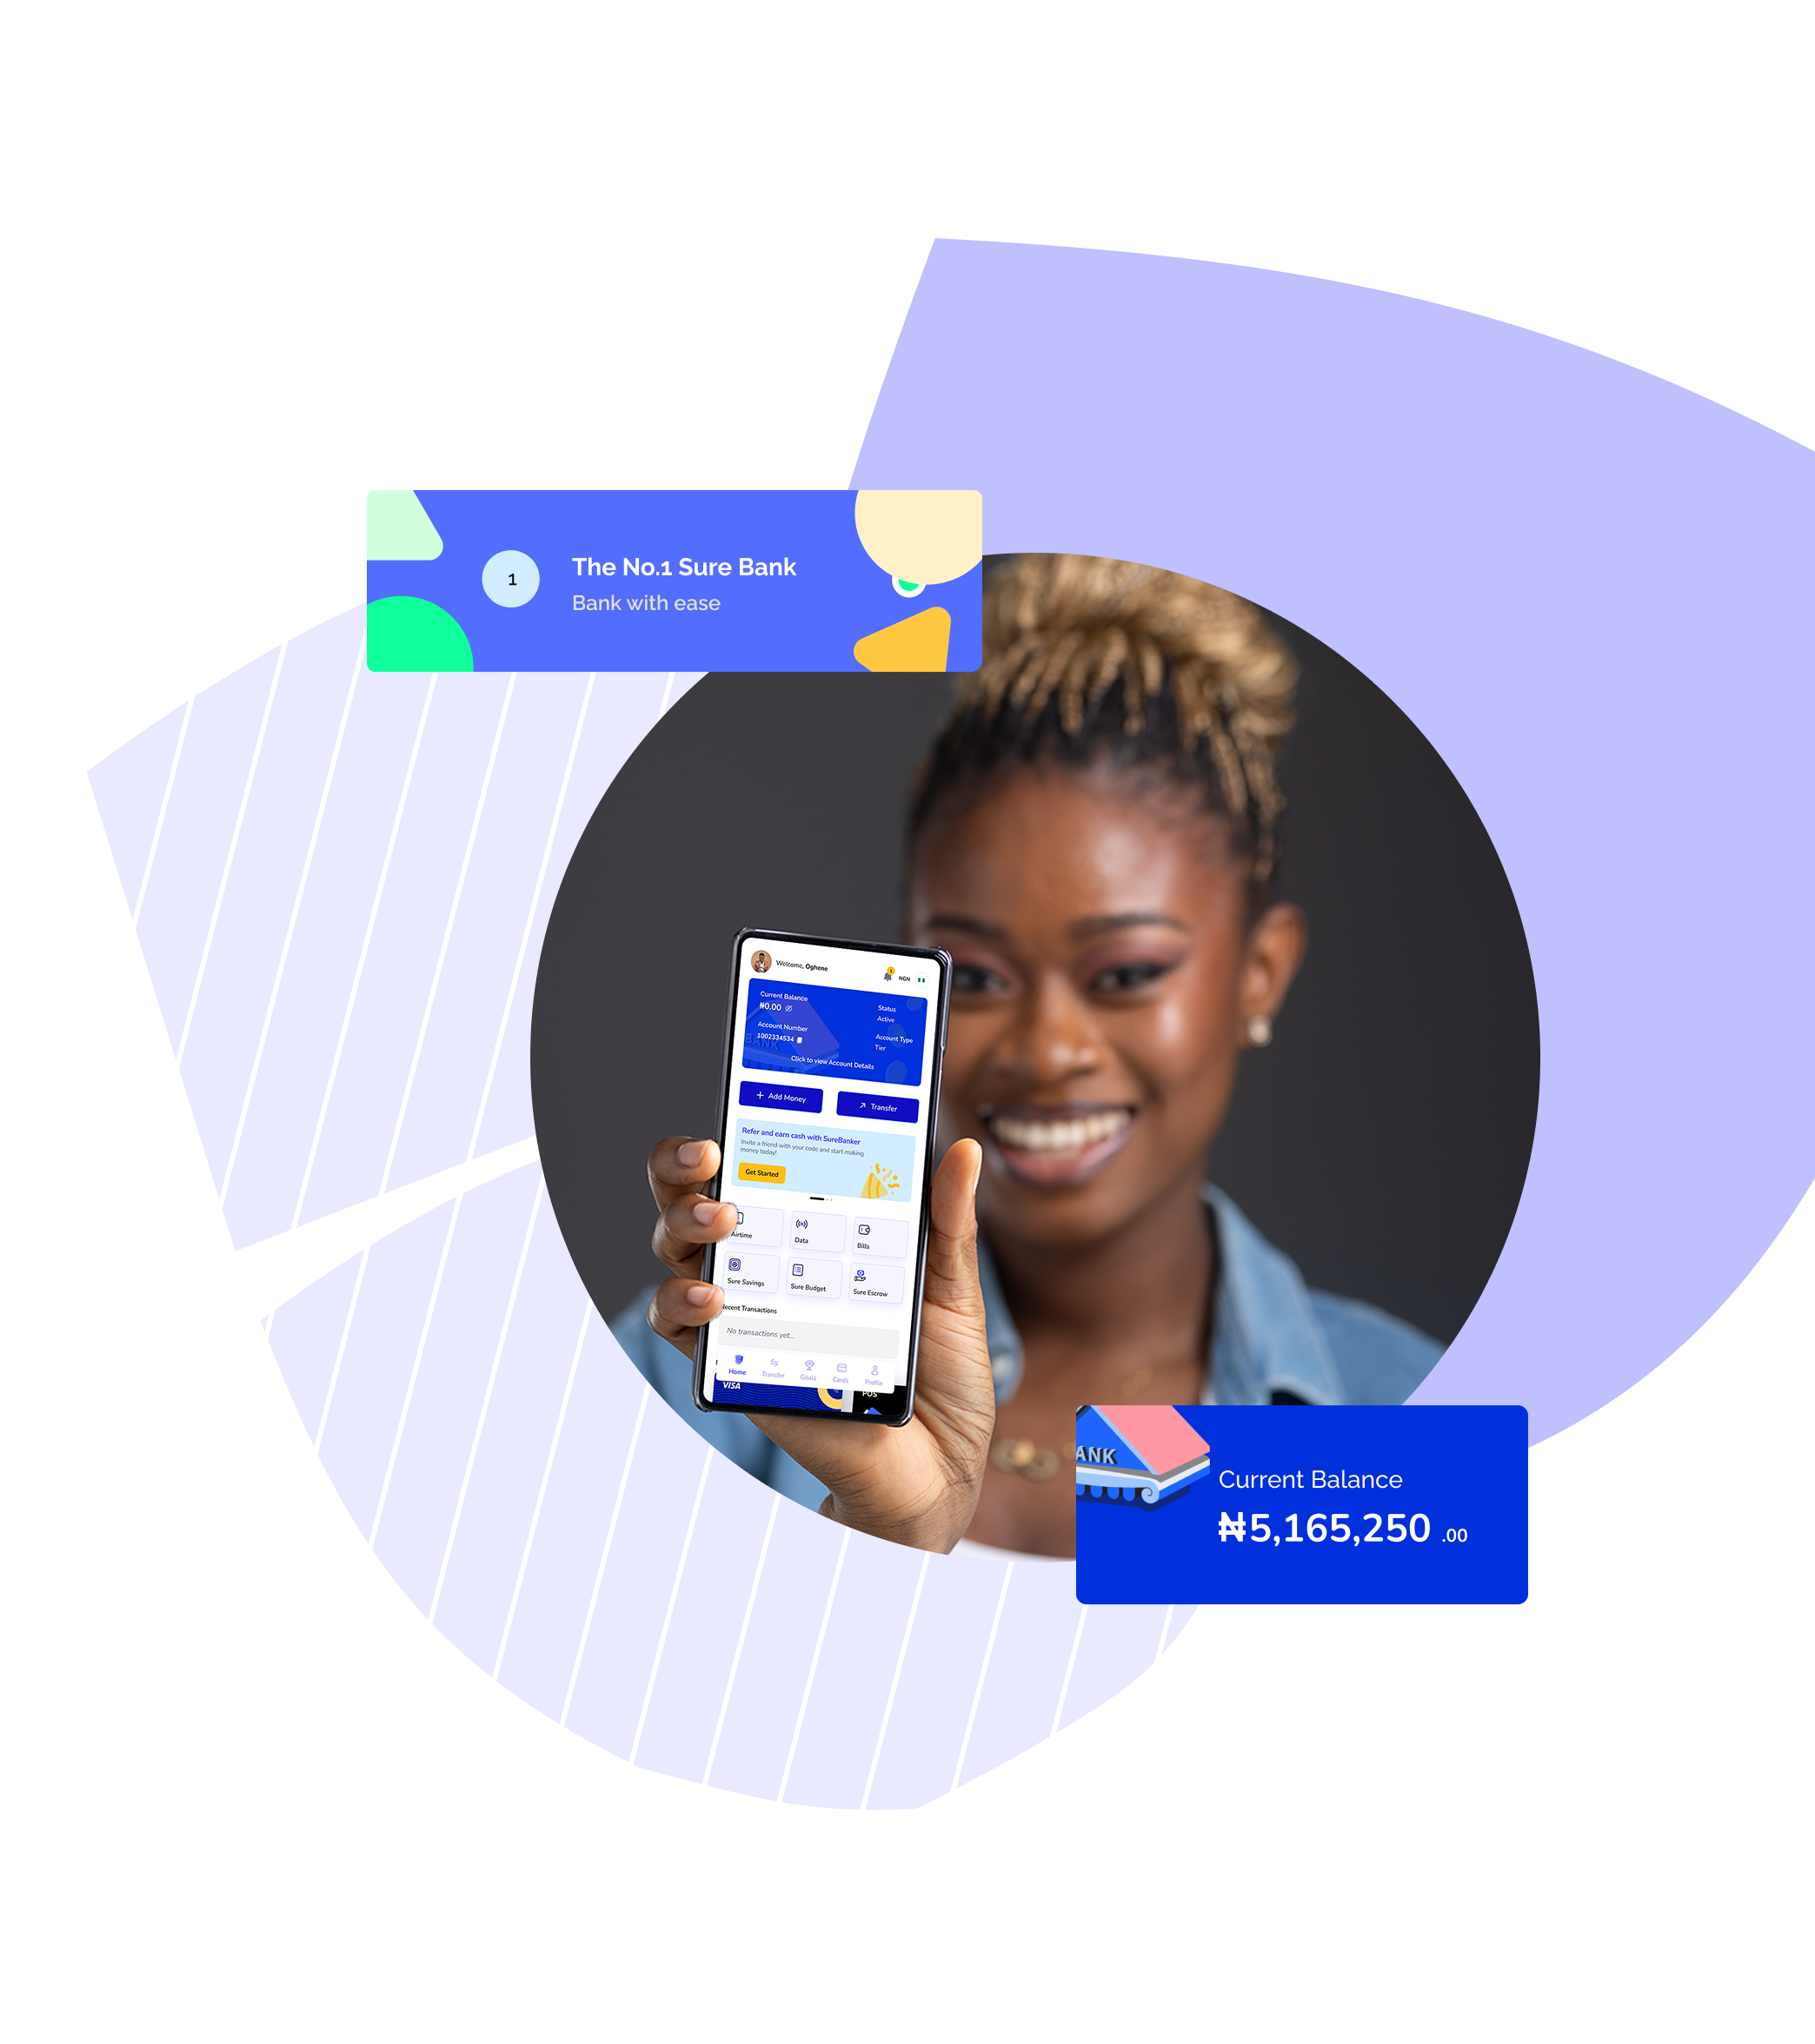 1
The No.1 Sure Bank
Bank with ease
Welcome, Oghene
1
NGN
Current Balance
₦0.00
Status
Active
Account Number
1002334534
Account Type
Tier
BANK
Click to view Account Details
Add Money
Transfer
Refer and earn cash with SureBanker
Invite a friend with your code and start making
money today!
Get Started
Airtime
Data
Bills
Sure Savings
Sure Budget
Sure Escrow
Recent Transactions
No transactions yet...
Home
Transfer
Goals
Cards
Profile
VISA
POS
ANK
Current Balance
₦5,165,250 .00